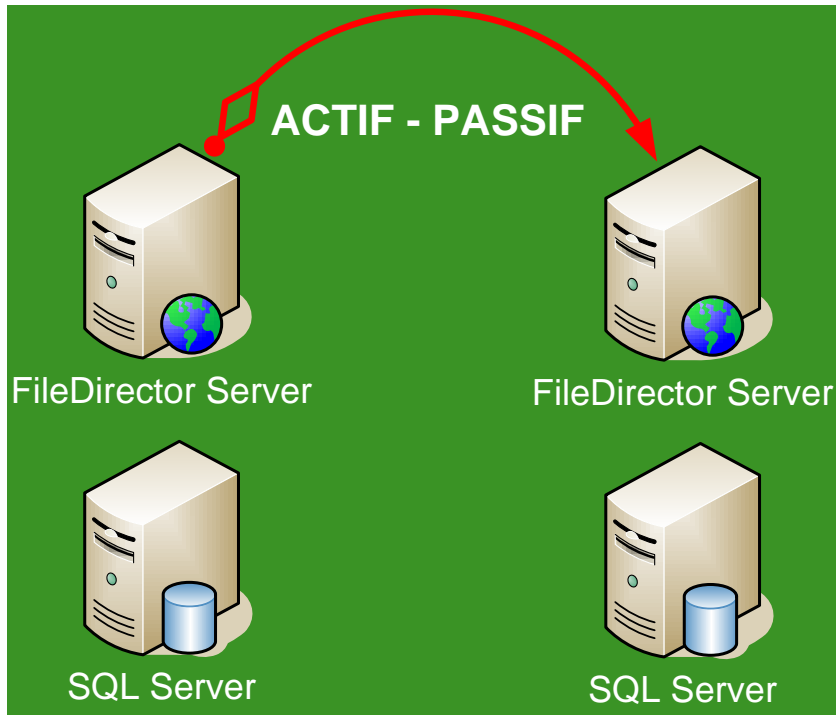 ACTIF - PASSIF
FileDirector Server
FileDirector Server
SQL Server
SQL Server